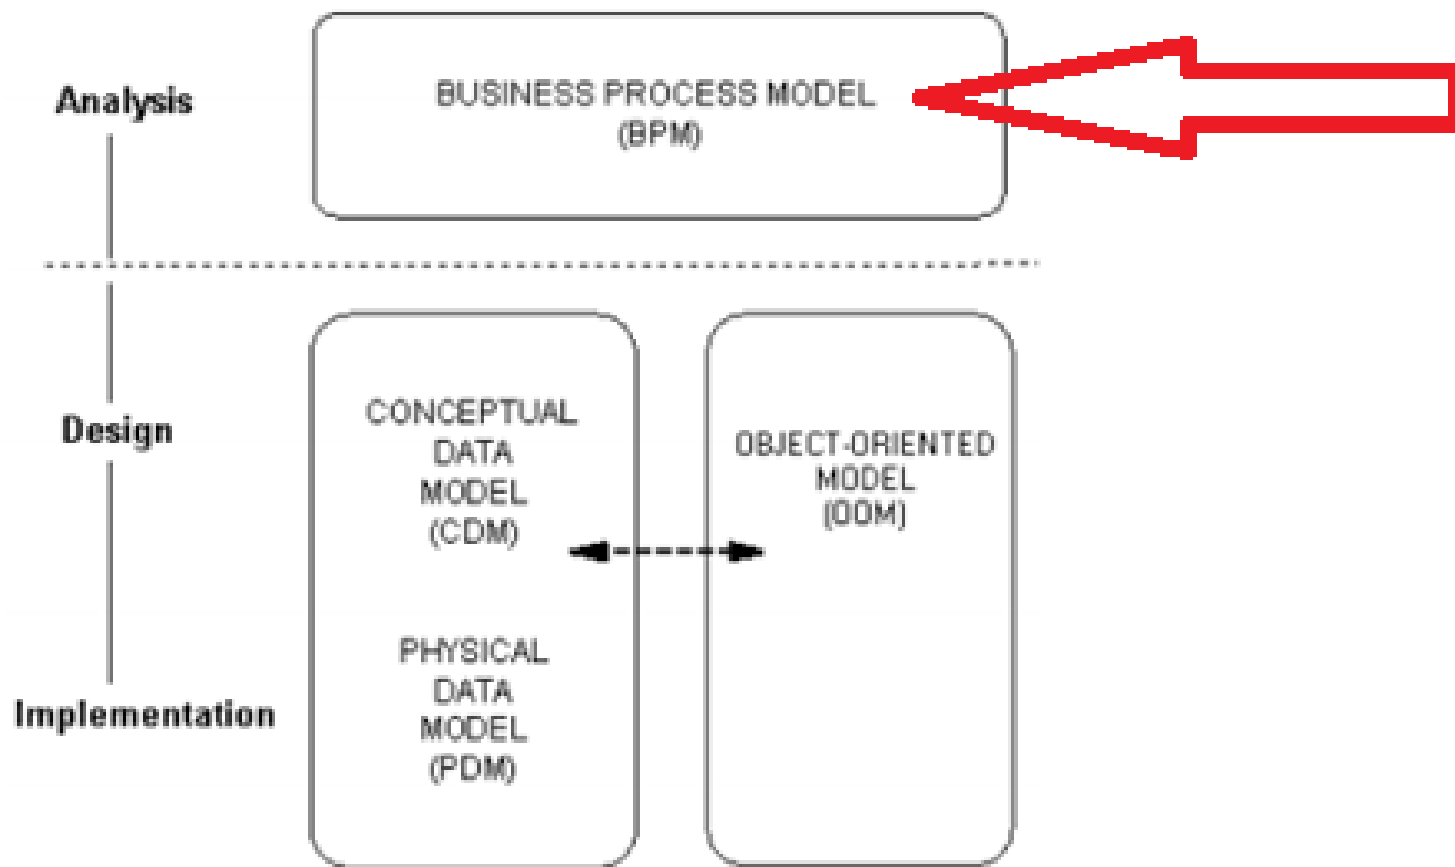 Analysis
BUSINESS PROCESS MODEL
(BPM)
Design
CONCEPTUAL
DATA
MODEL
(CDM)
OBJECT-ORIENTED
MODEL
(OOM)
Implementation
PHYSICAL
DATA
MODEL
(PDM)